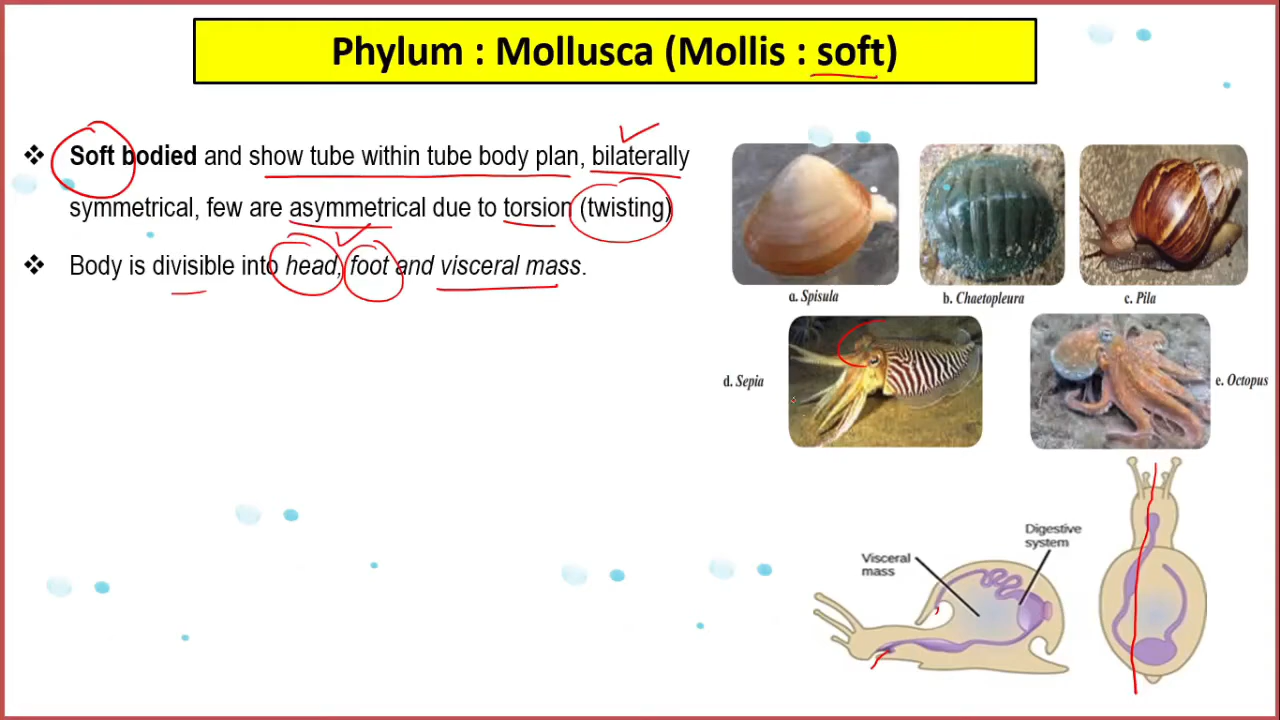 Phylum : Mollusca (Mollis : soft)
❖ Soft bodied and show tube within tube body plan, bilaterally
symmetrical, few are asymmetrical due to torsion (twisting)
❖ Body is divisible into head, foot and visceral mass.
a. Spisula
b. Chaetopleura
c. Pila
d. Sepia
e. Octopus
Digestive
system
Visceral
mass